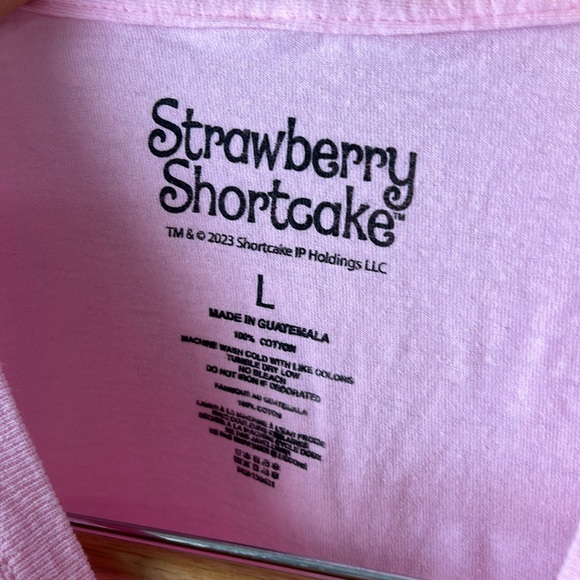 Strawberry
Shortcake™
TM & © 2023 Shortcake IP Holdings LLC
L
MADE IN GUATEMALA
100% COTTON
MACHINE WASH COLD WITH LIKE COLORS
TUMBLE DRY LOW
NO BLEACH
DO NOT IRON IF DECORATED
FABRIQUÉ AU GUATEMALA
100% COTON